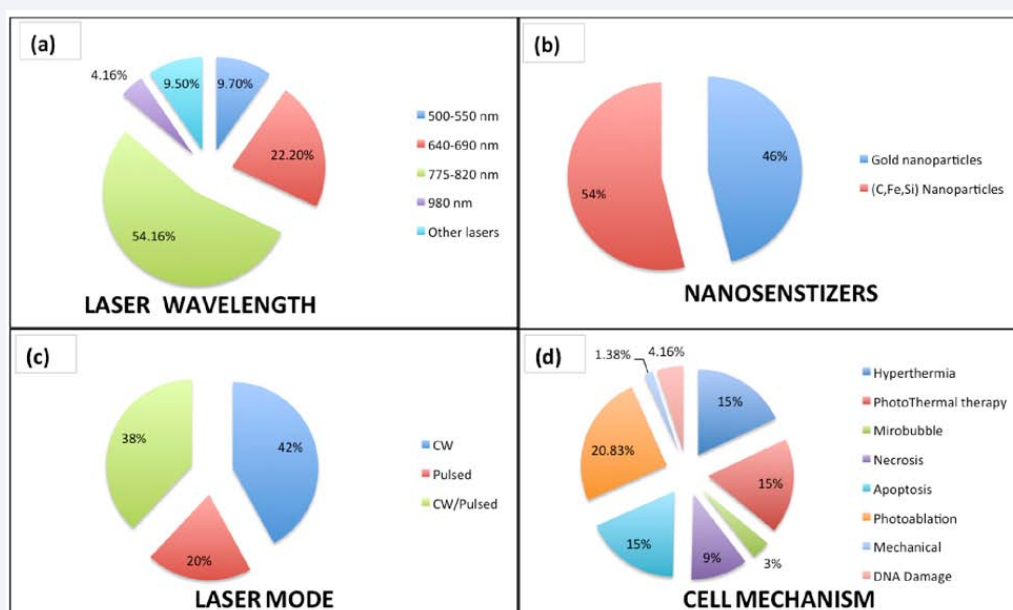 (a)
4.16%
9.50%
9.70%
22.20%
54.16%
500-550 nm
640-690 nm
775-820 nm
980 nm
Other lasers
LASER WAVELENGTH
(b)
54%
46%
Gold nanoparticles
(C,Fe,Si) Nanoparticles
NANOSENSTIZERS
(c)
38%
42%
20%
CW
Pulsed
CW/Pulsed
LASER MODE
(d)
1.38%
4.16%
15%
20.83%
15%
15%
9%
3%
Hyperthermia
PhotoThermal therapy
Mirobubble
Necrosis
Apoptosis
Photoablation
Mechanical
DNA Damage
CELL MECHANISM